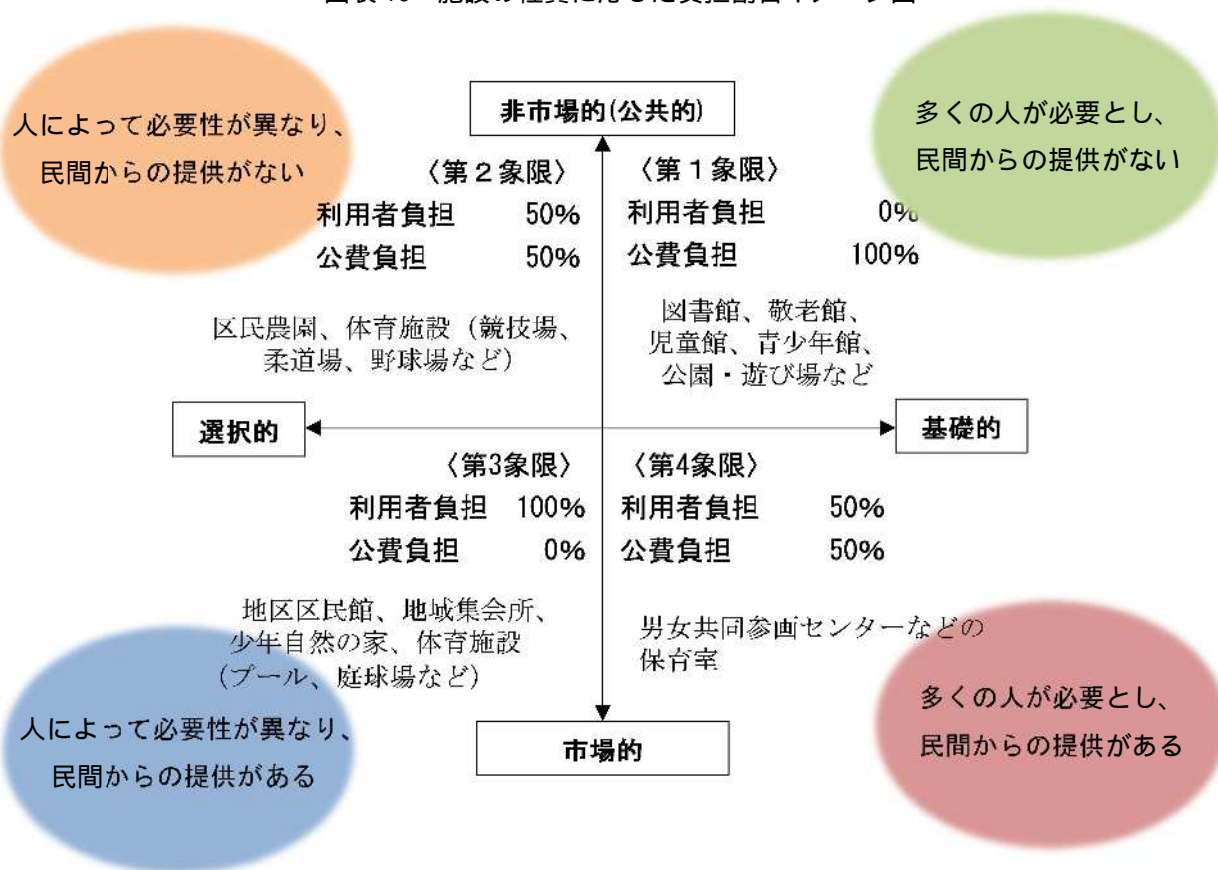 非市場的(公共的)
人によって必要性が異なり、
民間からの提供がない
多くの人が必要とし、
民間からの提供がない
〈第2象限〉
利用者負担 50%
公費負担 50%
区民農園、体育施設（競技場、
柔道場、野球場など）
〈第1象限〉
利用者負担 0%
公費負担 100%
図書館、敬老館、
児童館、青少年館、
公園・遊び場など
選択的
基礎的
〈第3象限〉
利用者負担 100%
公費負担 0%
地区区民館、地域集会所、
少年自然の家、体育施設
（プール、庭球場など）
〈第4象限〉
利用者負担 50%
公費負担 50%
男女共同参画センターなどの
保育室
人によって必要性が異なり、
民間からの提供がある
多くの人が必要とし、
民間からの提供がある
市場的